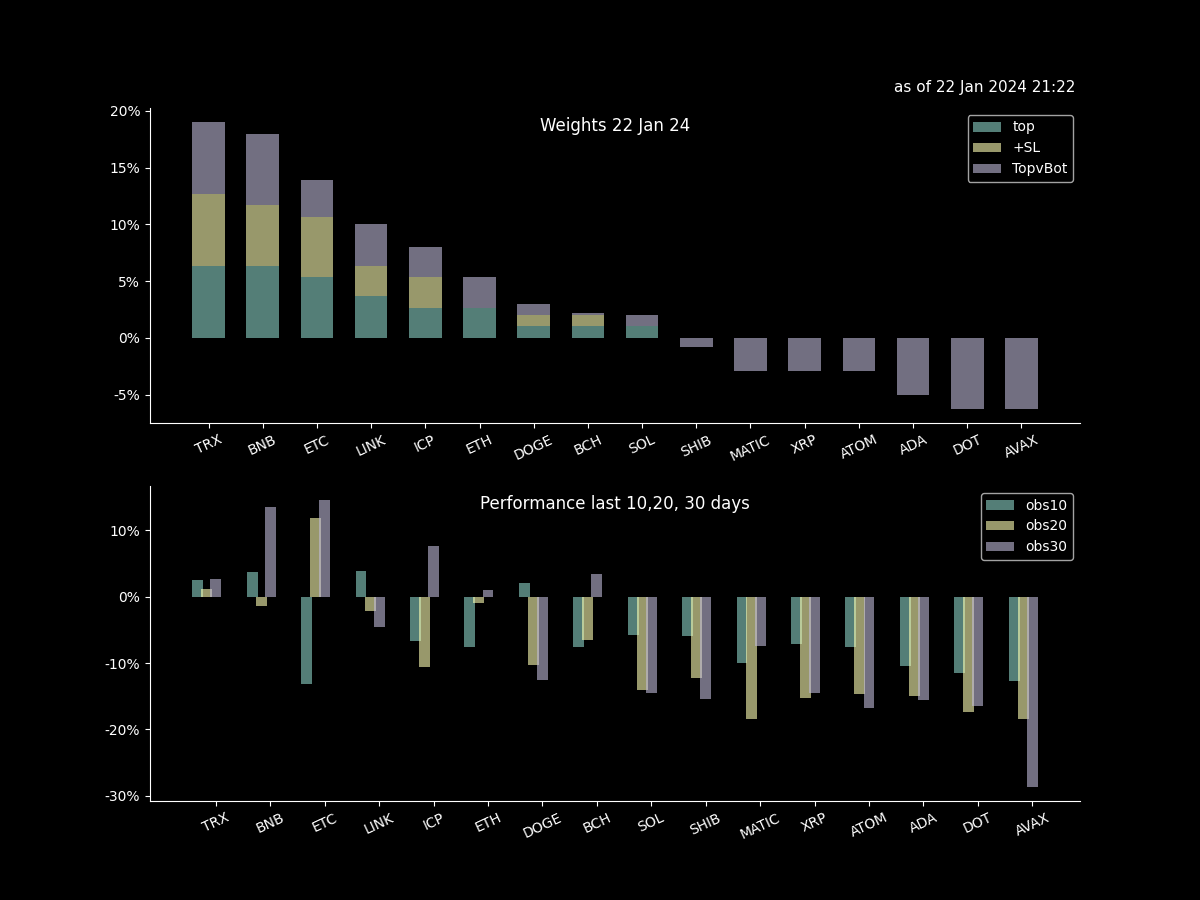 as of 22 Jan 2024 21:22
Weights 22 Jan 24
20%
15%
10%
5%
0%
-5%
top
+SL
TopvBot
TRX BNB ETC LINK ICP ETH DOGE BCH SOL SHIB MATIC XRP ATOM ADA DOT AVAX
Performance last 10,20, 30 days
10%
0%
-10%
-20%
-30%
obs10
obs20
obs30
TRX BNB ETC LINK ICP ETH DOGE BCH SOL SHIB MATIC XRP ATOM ADA DOT AVAX